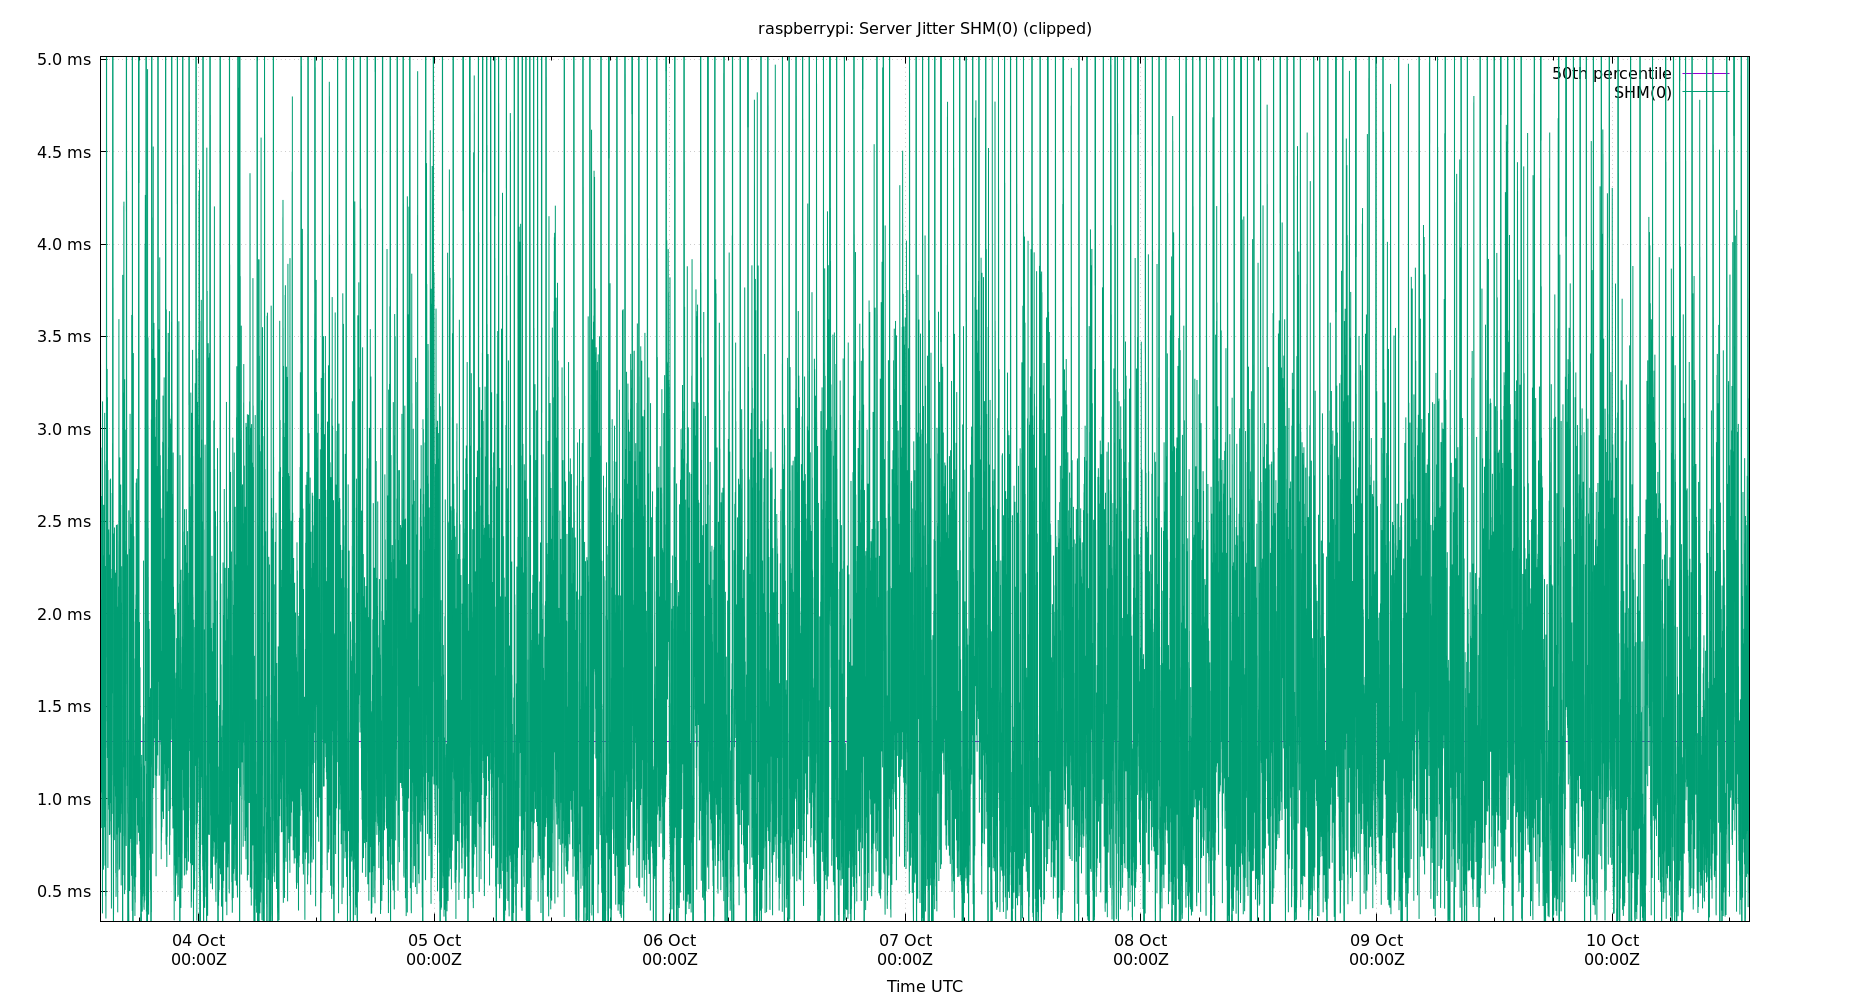 raspberrypi: Server Jitter SHM(0) (clipped)
5.0 ms
4.5 ms
4.0 ms
3.5 ms
3.0 ms
2.5 ms
2.0 ms
1.5 ms
1.0 ms
0.5 ms
50th percentile
SHM(0)
04 Oct 05 Oct 06 Oct 07 Oct 08 Oct 09 Oct 10 Oct
00:00Z 00:00Z 00:00Z 00:00Z 00:00Z 00:00Z 00:00Z
Time UTC